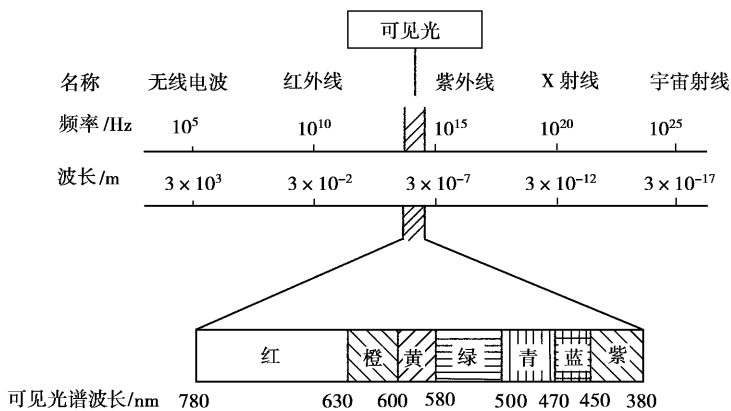 可见光
名称 无线电波 红外线 紫外线 X射线 宇宙射线
频率/Hz 10⁵ 10¹⁰ 10¹⁵ 10²⁰ 10²⁵
波长/m 3×10³ 3×10⁻² 3×10⁻⁷ 3×10⁻¹² 3×10⁻¹⁷
红 橙 黄 绿 青 蓝 紫
可见光谱波长/nm 780 630 600 580 500 470 450 380